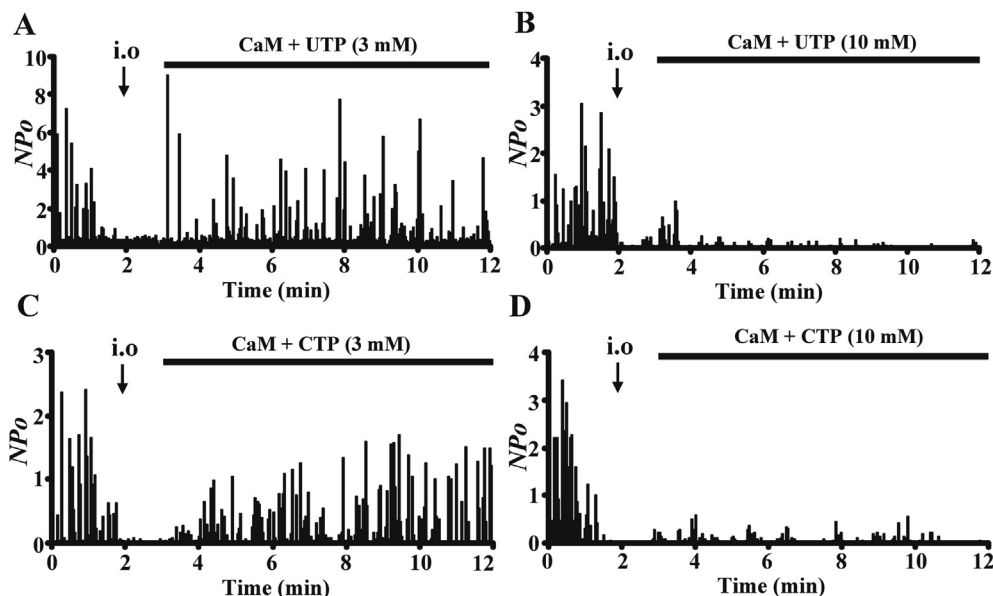 A
i.o
CaM + UTP (3 mM)
10
8
6
4
2
0
NPo
0 2 4 6 8 10 12
Time (min)
B
i.o
CaM + UTP (10 mM)
4
3
2
1
0
NPo
0 2 4 6 8 10 12
Time (min)
C
i.o
CaM + CTP (3 mM)
3
2
1
0
NPo
0 2 4 6 8 10 12
Time (min)
D
i.o
CaM + CTP (10 mM)
4
3
2
1
0
NPo
0 2 4 6 8 10 12
Time (min)